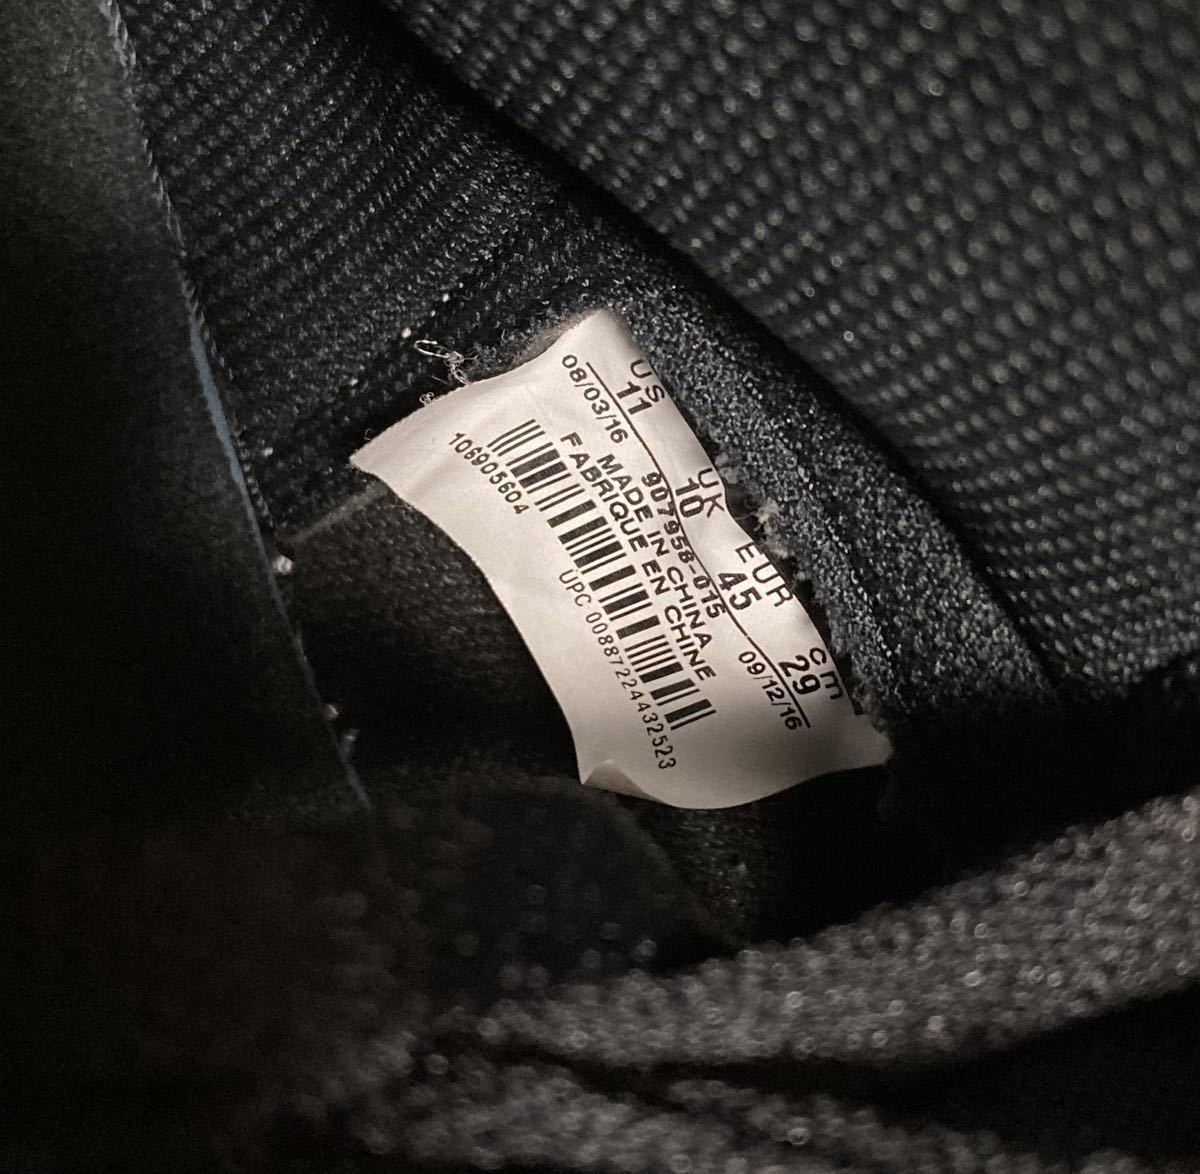 US UK EUR cm
11 10 45 29
08/03/16 907958-015 09/12/16
MADE IN CHINA
FABRIQUE EN CHINE
106905604
UPC 00887224432523